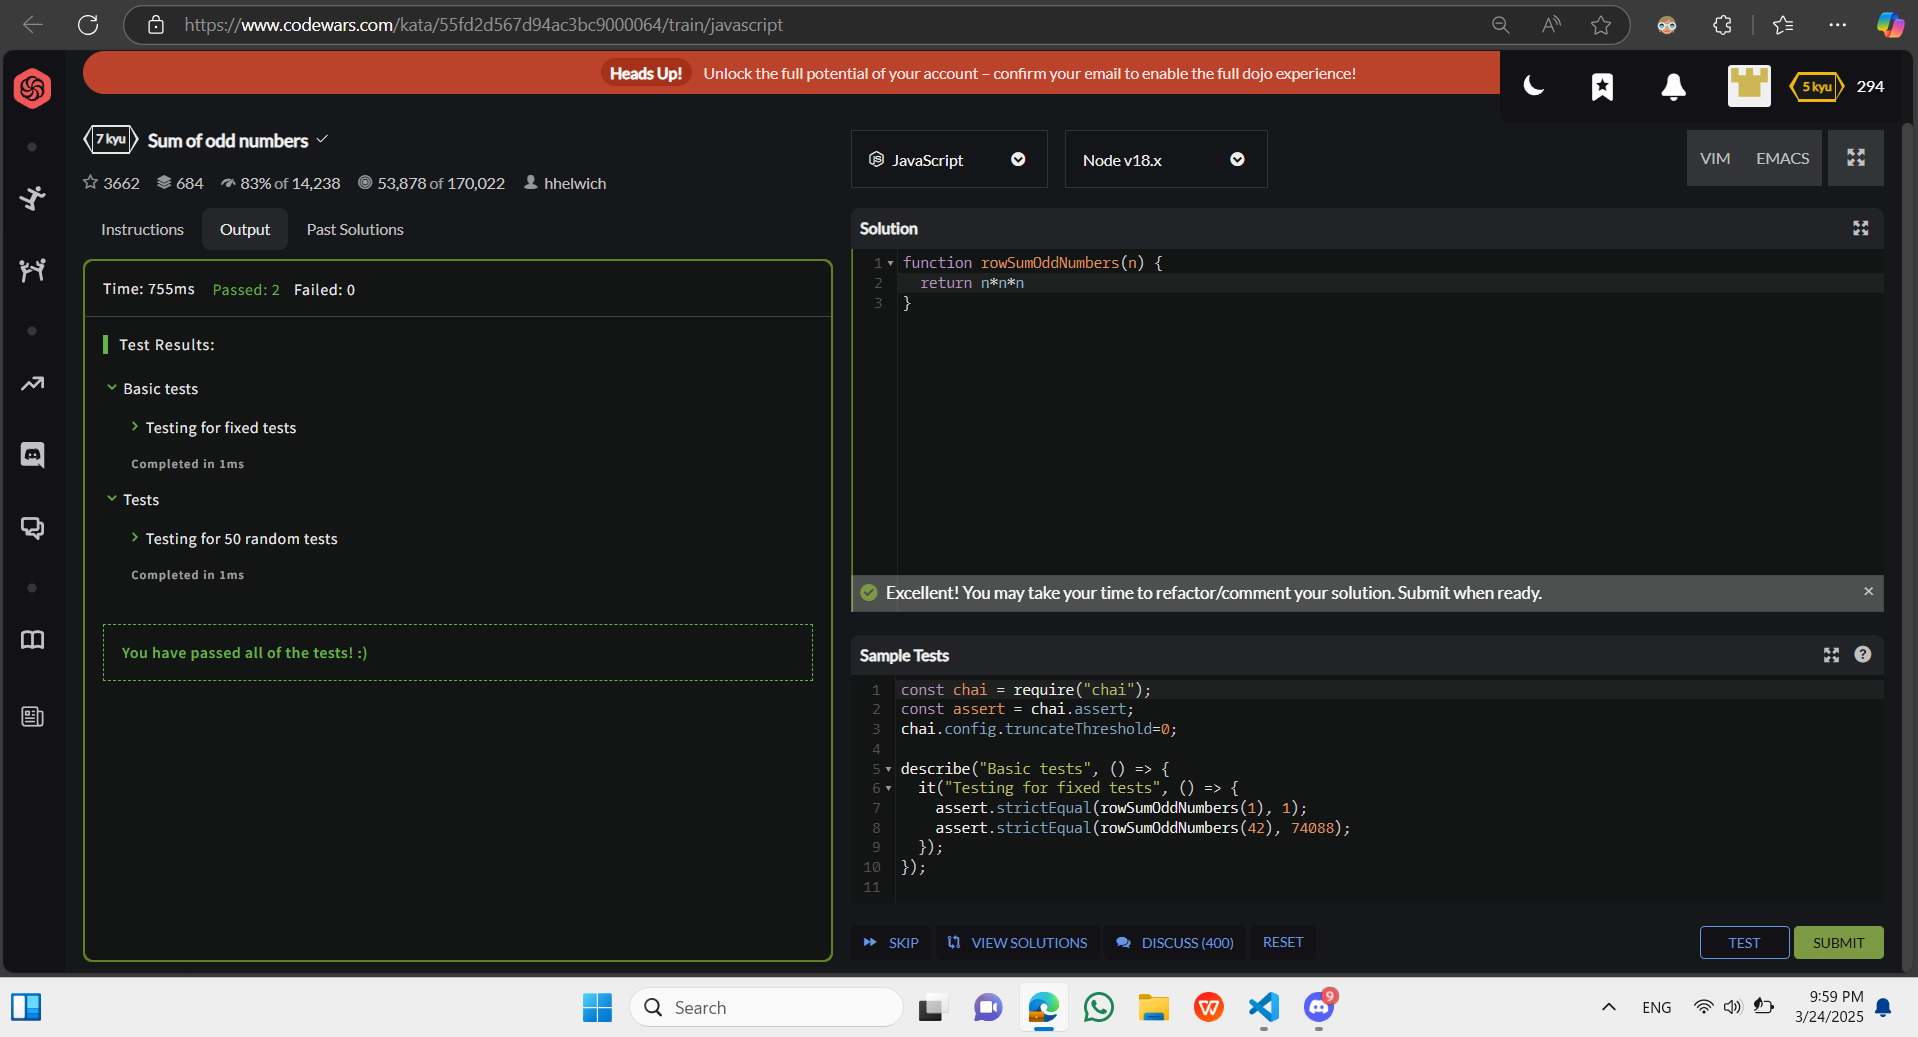 https://www.codewars.com/kata/55fd2d567d94ac3bc9000064/train/javascript
Heads Up! Unlock the full potential of your account – confirm your email to enable the full dojo experience!
5 kyu 294
7 kyu Sum of odd numbers
3662 684 83% of 14,238 53,878 of 170,022 hhelwich
JavaScript
Node v18.x
VIM EMACS
Instructions Output Past Solutions
Time: 755ms Passed: 2 Failed: 0
Test Results:
Basic tests
Testing for fixed tests
Completed in 1ms
Tests
Testing for 50 random tests
Completed in 1ms
You have passed all of the tests! :)
Solution
1 function rowSumOddNumbers(n) {
2 return n*n*n
3 }
Excellent! You may take your time to refactor/comment your solution. Submit when ready.
Sample Tests
1 const chai = require("chai");
2 const assert = chai.assert;
3 chai.config.truncateThreshold=0;
4
5 describe("Basic tests", () => {
6 it("Testing for fixed tests", () => {
7 assert.strictEqual(rowSumOddNumbers(1), 1);
8 assert.strictEqual(rowSumOddNumbers(42), 74088);
9 });
10 });
11
SKIP VIEW SOLUTIONS DISCUSS (400) RESET
TEST SUBMIT
Search
9
ENG
9:59 PM
3/24/2025